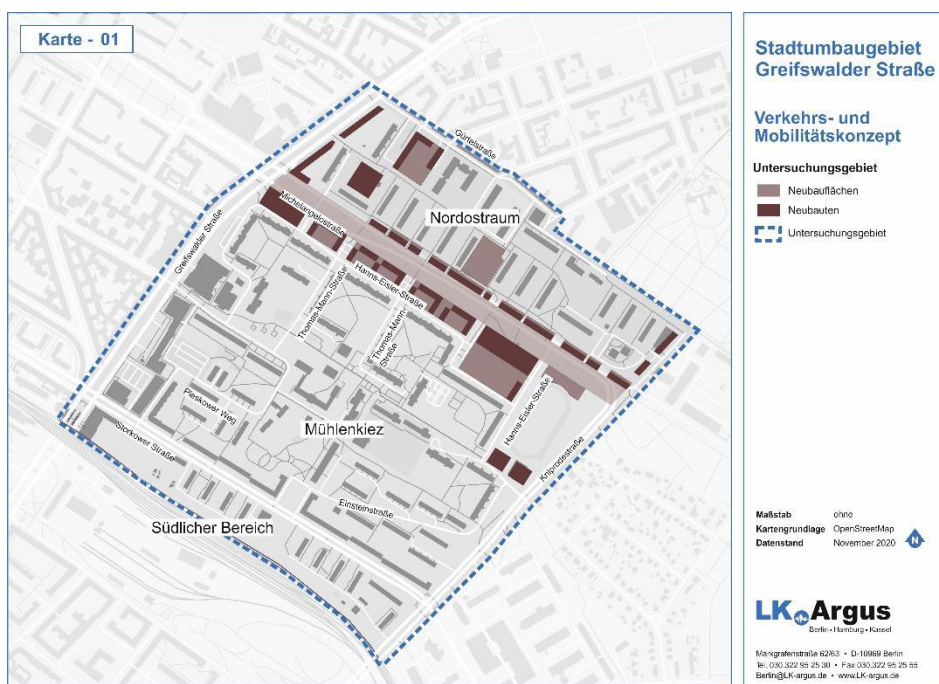 Karte - 01
Gürtelstraße
Nordostraum
Michelangelostraße
Greifswalder Straße
Hanns-Eisler-Straße
Thomas-Mann-Straße
Thomas-Mann-
Straße
Hanns-Eisler-Straße
Kniprodestraße
Pieskower Weg
Mühlenkiez
Storkower Straße
Einsteinstraße
Südlicher Bereich
Stadtumbaugebiet
Greifswalder Straße
Verkehrs- und
Mobilitätskonzept
Untersuchungsgebiet
Neubauflächen
Neubauten
Untersuchungsgebiet
Maßstab ohne
Kartengrundlage OpenStreetMap
Datenstand November 2020
N
LK Argus
Berlin • Hamburg • Kassel
Markgrafenstraße 62/63 • D-10969 Berlin
Tel. 030.322 95 25 30 • Fax 030.322 95 25 55
Berlin@LK-argus.de • www.LK-argus.de